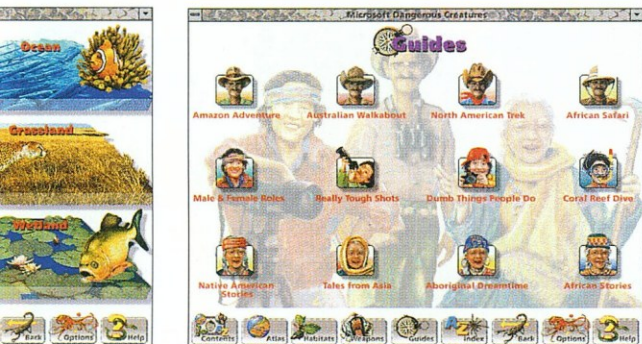 Ocean
Grassland
Wetland
Back Options Help
Microsoft Dangerous Creatures
Guides
Amazon Adventure Australian Walkabout North American Trek African Safari
Male & Female Roles Really Tough Shots Dumb Things People Do Coral Reef Dive
Native American Tales from Asia Aboriginal Dreamtime African Stories
Stories
Contents Atlas Habitats Weapons Guides Index Back Options Help